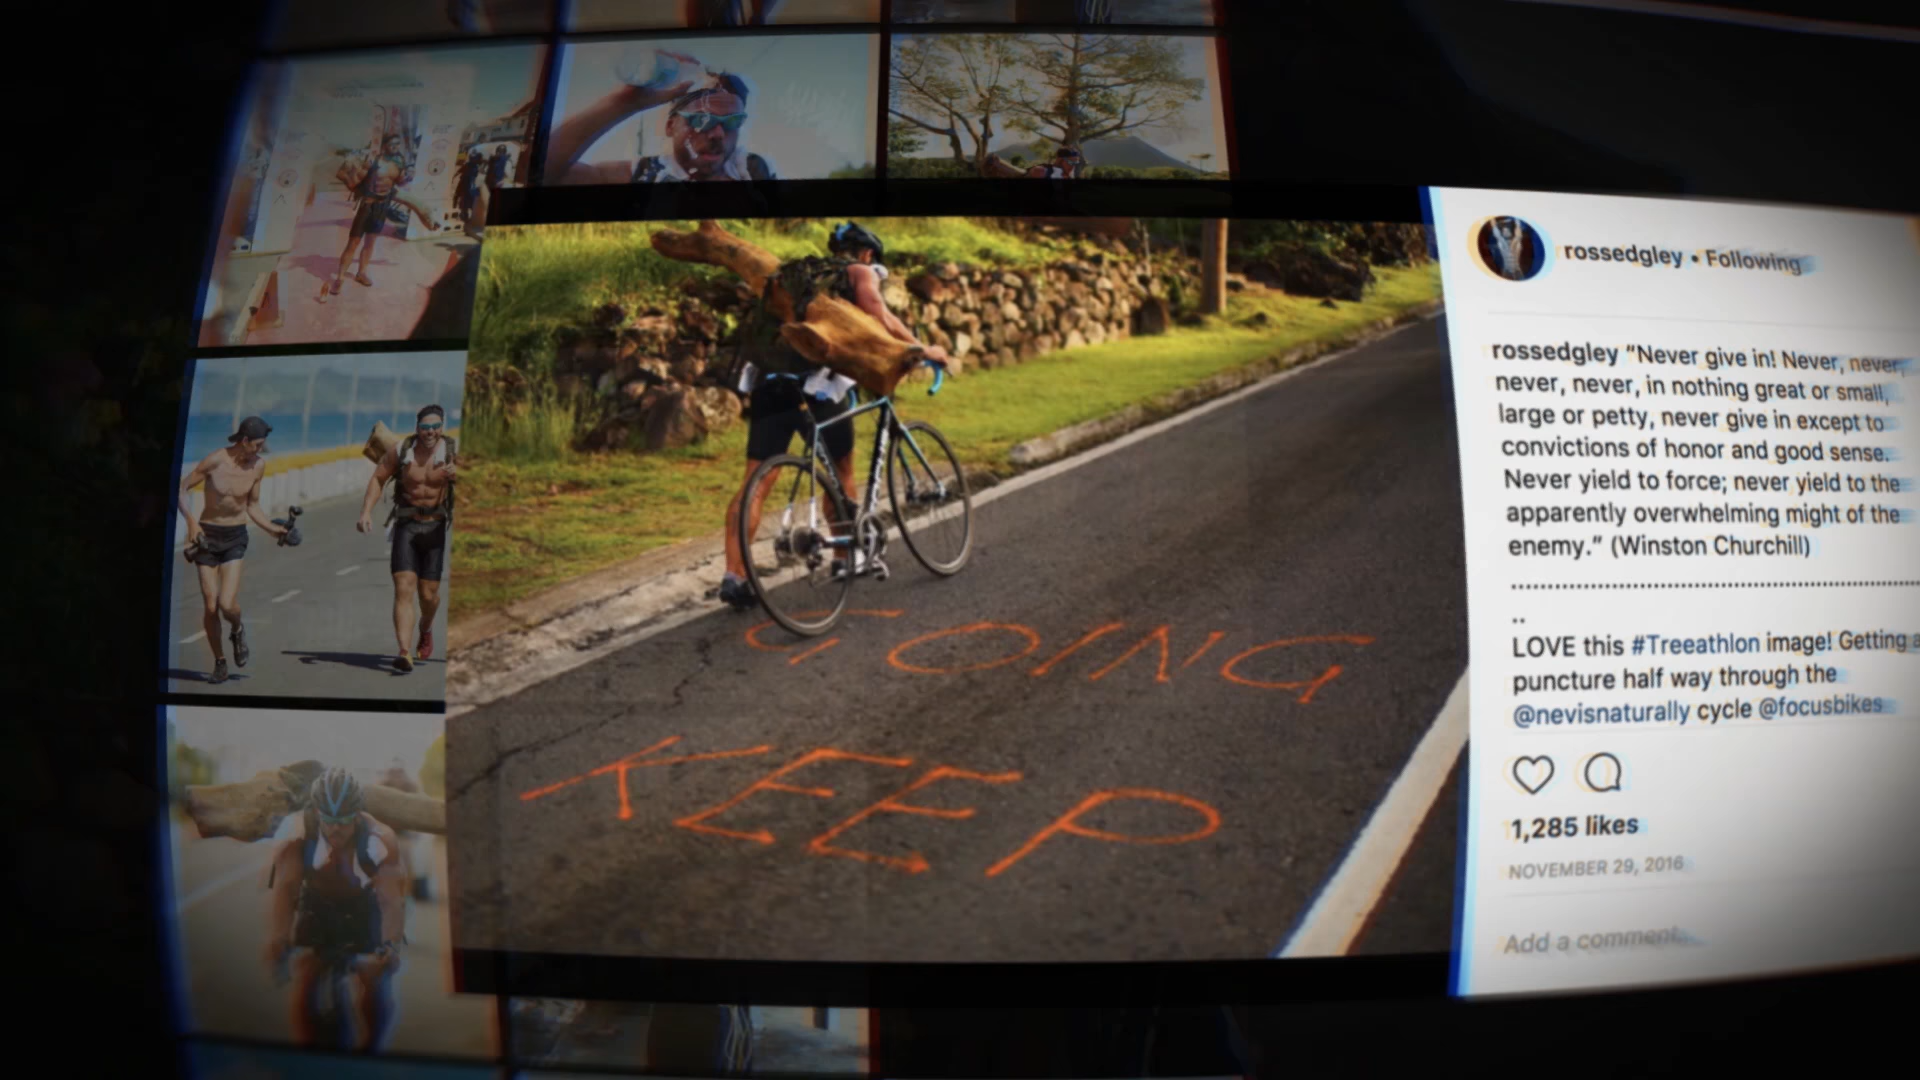 GOING
KEEP
rossedgley • Following
rossedgley “Never give in! Never, never,
never, never, in nothing great or small,
large or petty, never give in except to
convictions of honor and good sense.
Never yield to force; never yield to the
apparently overwhelming might of the
enemy.” (Winston Churchill)
..................................................................
..
LOVE this #Treeathlon image! Getting a
puncture half way through the
@nevisnaturally cycle @focusbikes
1,285 likes
NOVEMBER 29, 2016
Add a comment...